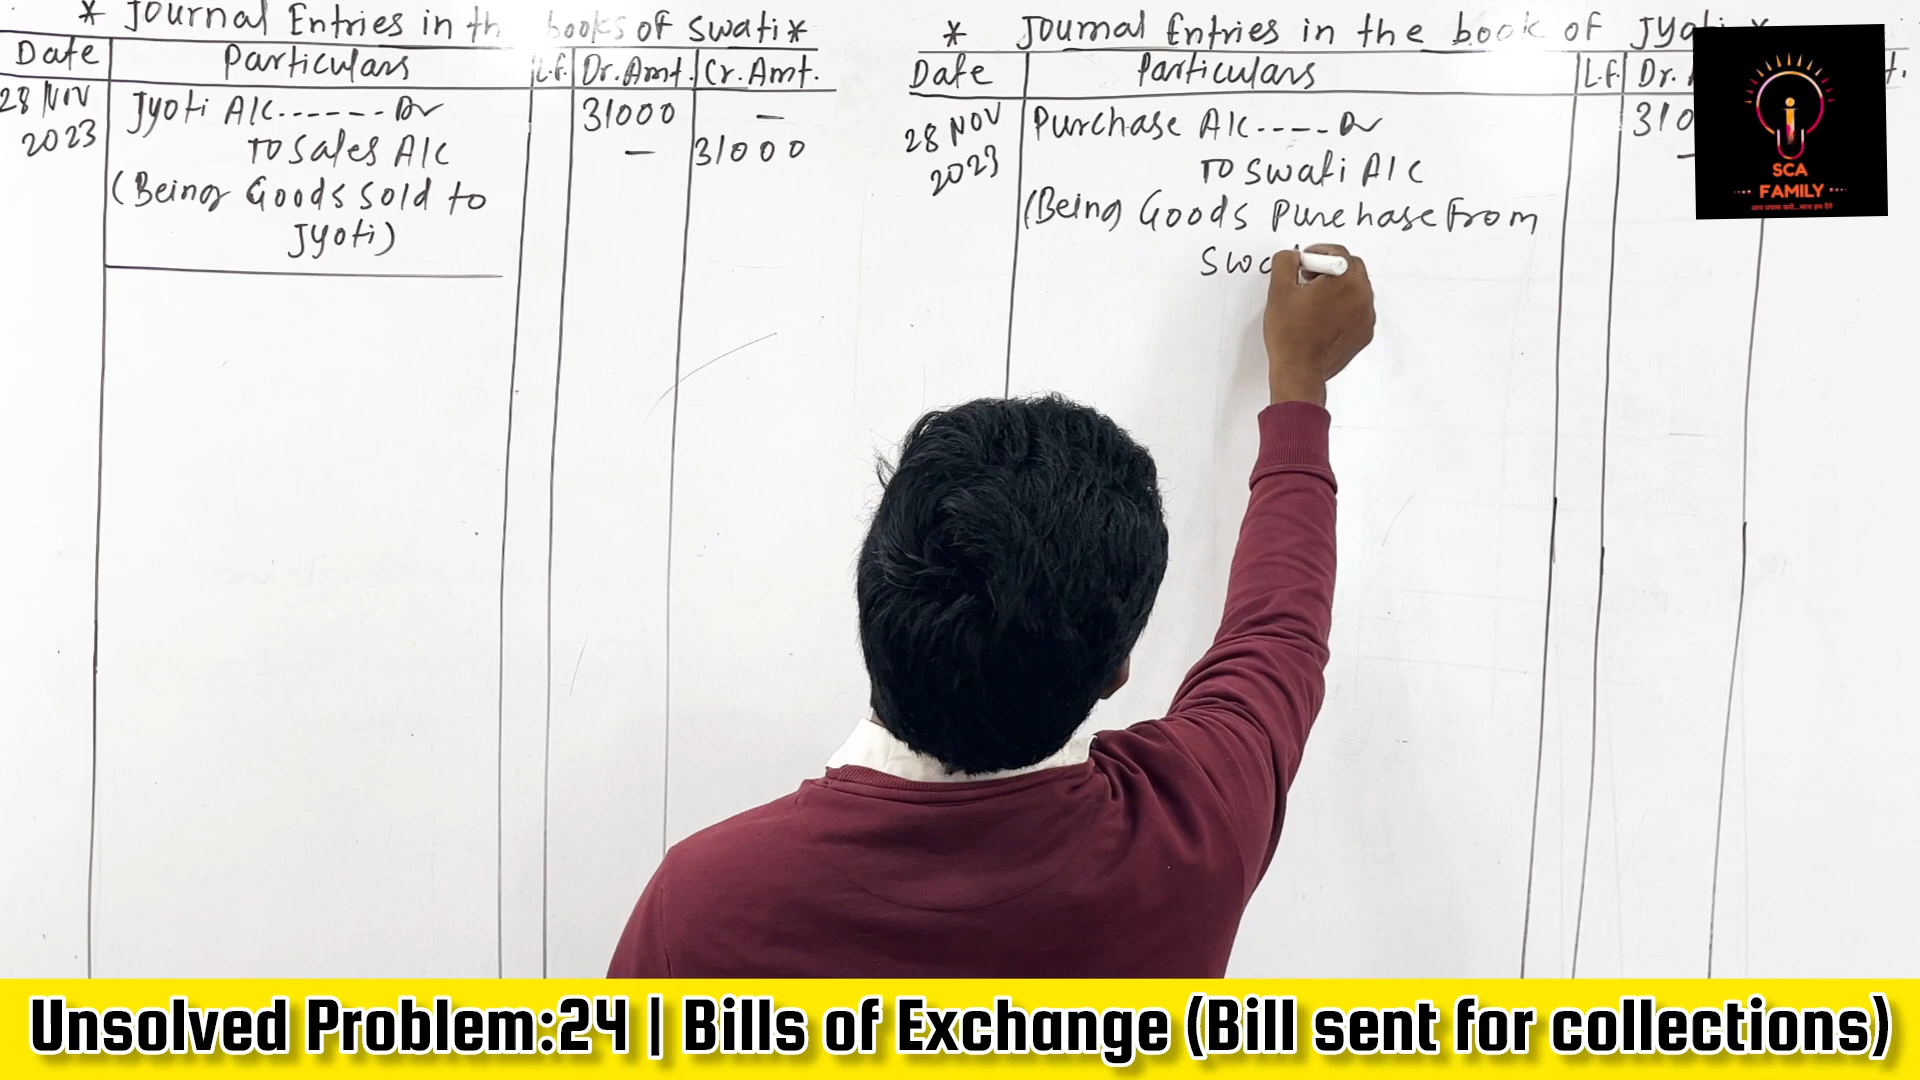 * Journal Entries in th books of Swati *
Date Particulars L.F. Dr. Amt. Cr. Amt.
28 Nov 2023 Jyoti A/c------Dr 31000 —
To Sales A/c — 31000
(Being Goods Sold to
Jyoti)
* Journal Entries in the book of Jyoti *
Date Particulars L.F. Dr. t.
28 Nov 2023 Purchase A/c----Dr 310
To Swati A/c —
(Being Goods Purchase From
Swa
SCA
FAMILY
Unsolved Problem:24 | Bills of Exchange (Bill sent for collections)